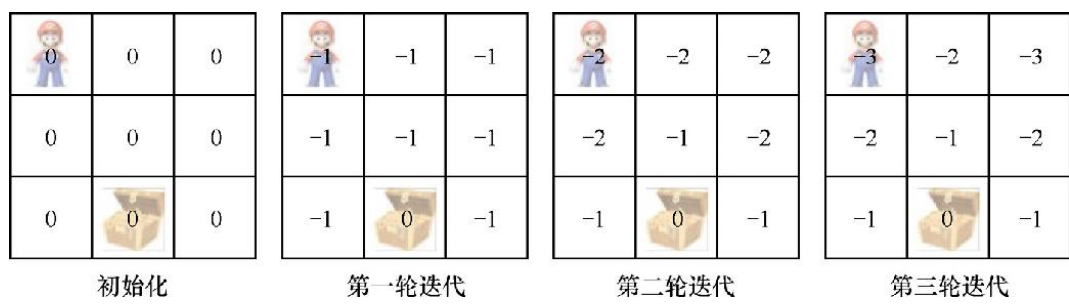 0 0 0 -1 -1 -1 -2 -2 -2 -3 -2 -3
0 0 0 -1 -1 -1 -2 -1 -2 -2 -1 -2
0 0 0 -1 0 -1 -1 0 -1 -1 0 -1
初始化 第一轮迭代 第二轮迭代 第三轮迭代